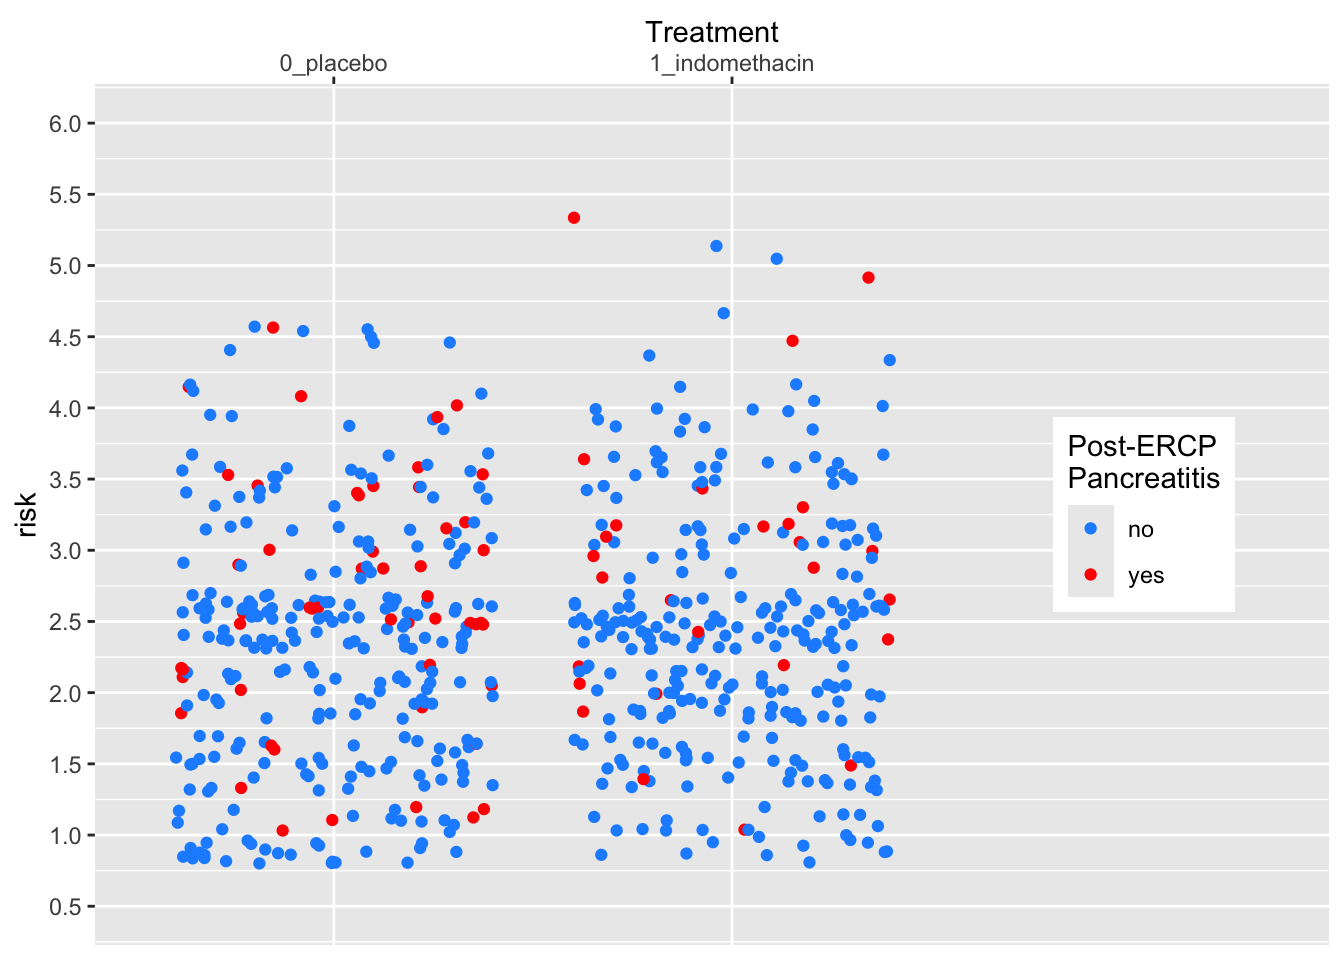 Treatment
0_placebo 1_indomethacin
6.0
5.5
5.0
4.5
4.0
3.5
3.0
2.5
2.0
1.5
1.0
0.5
risk
Post-ERCP
Pancreatitis
no
yes